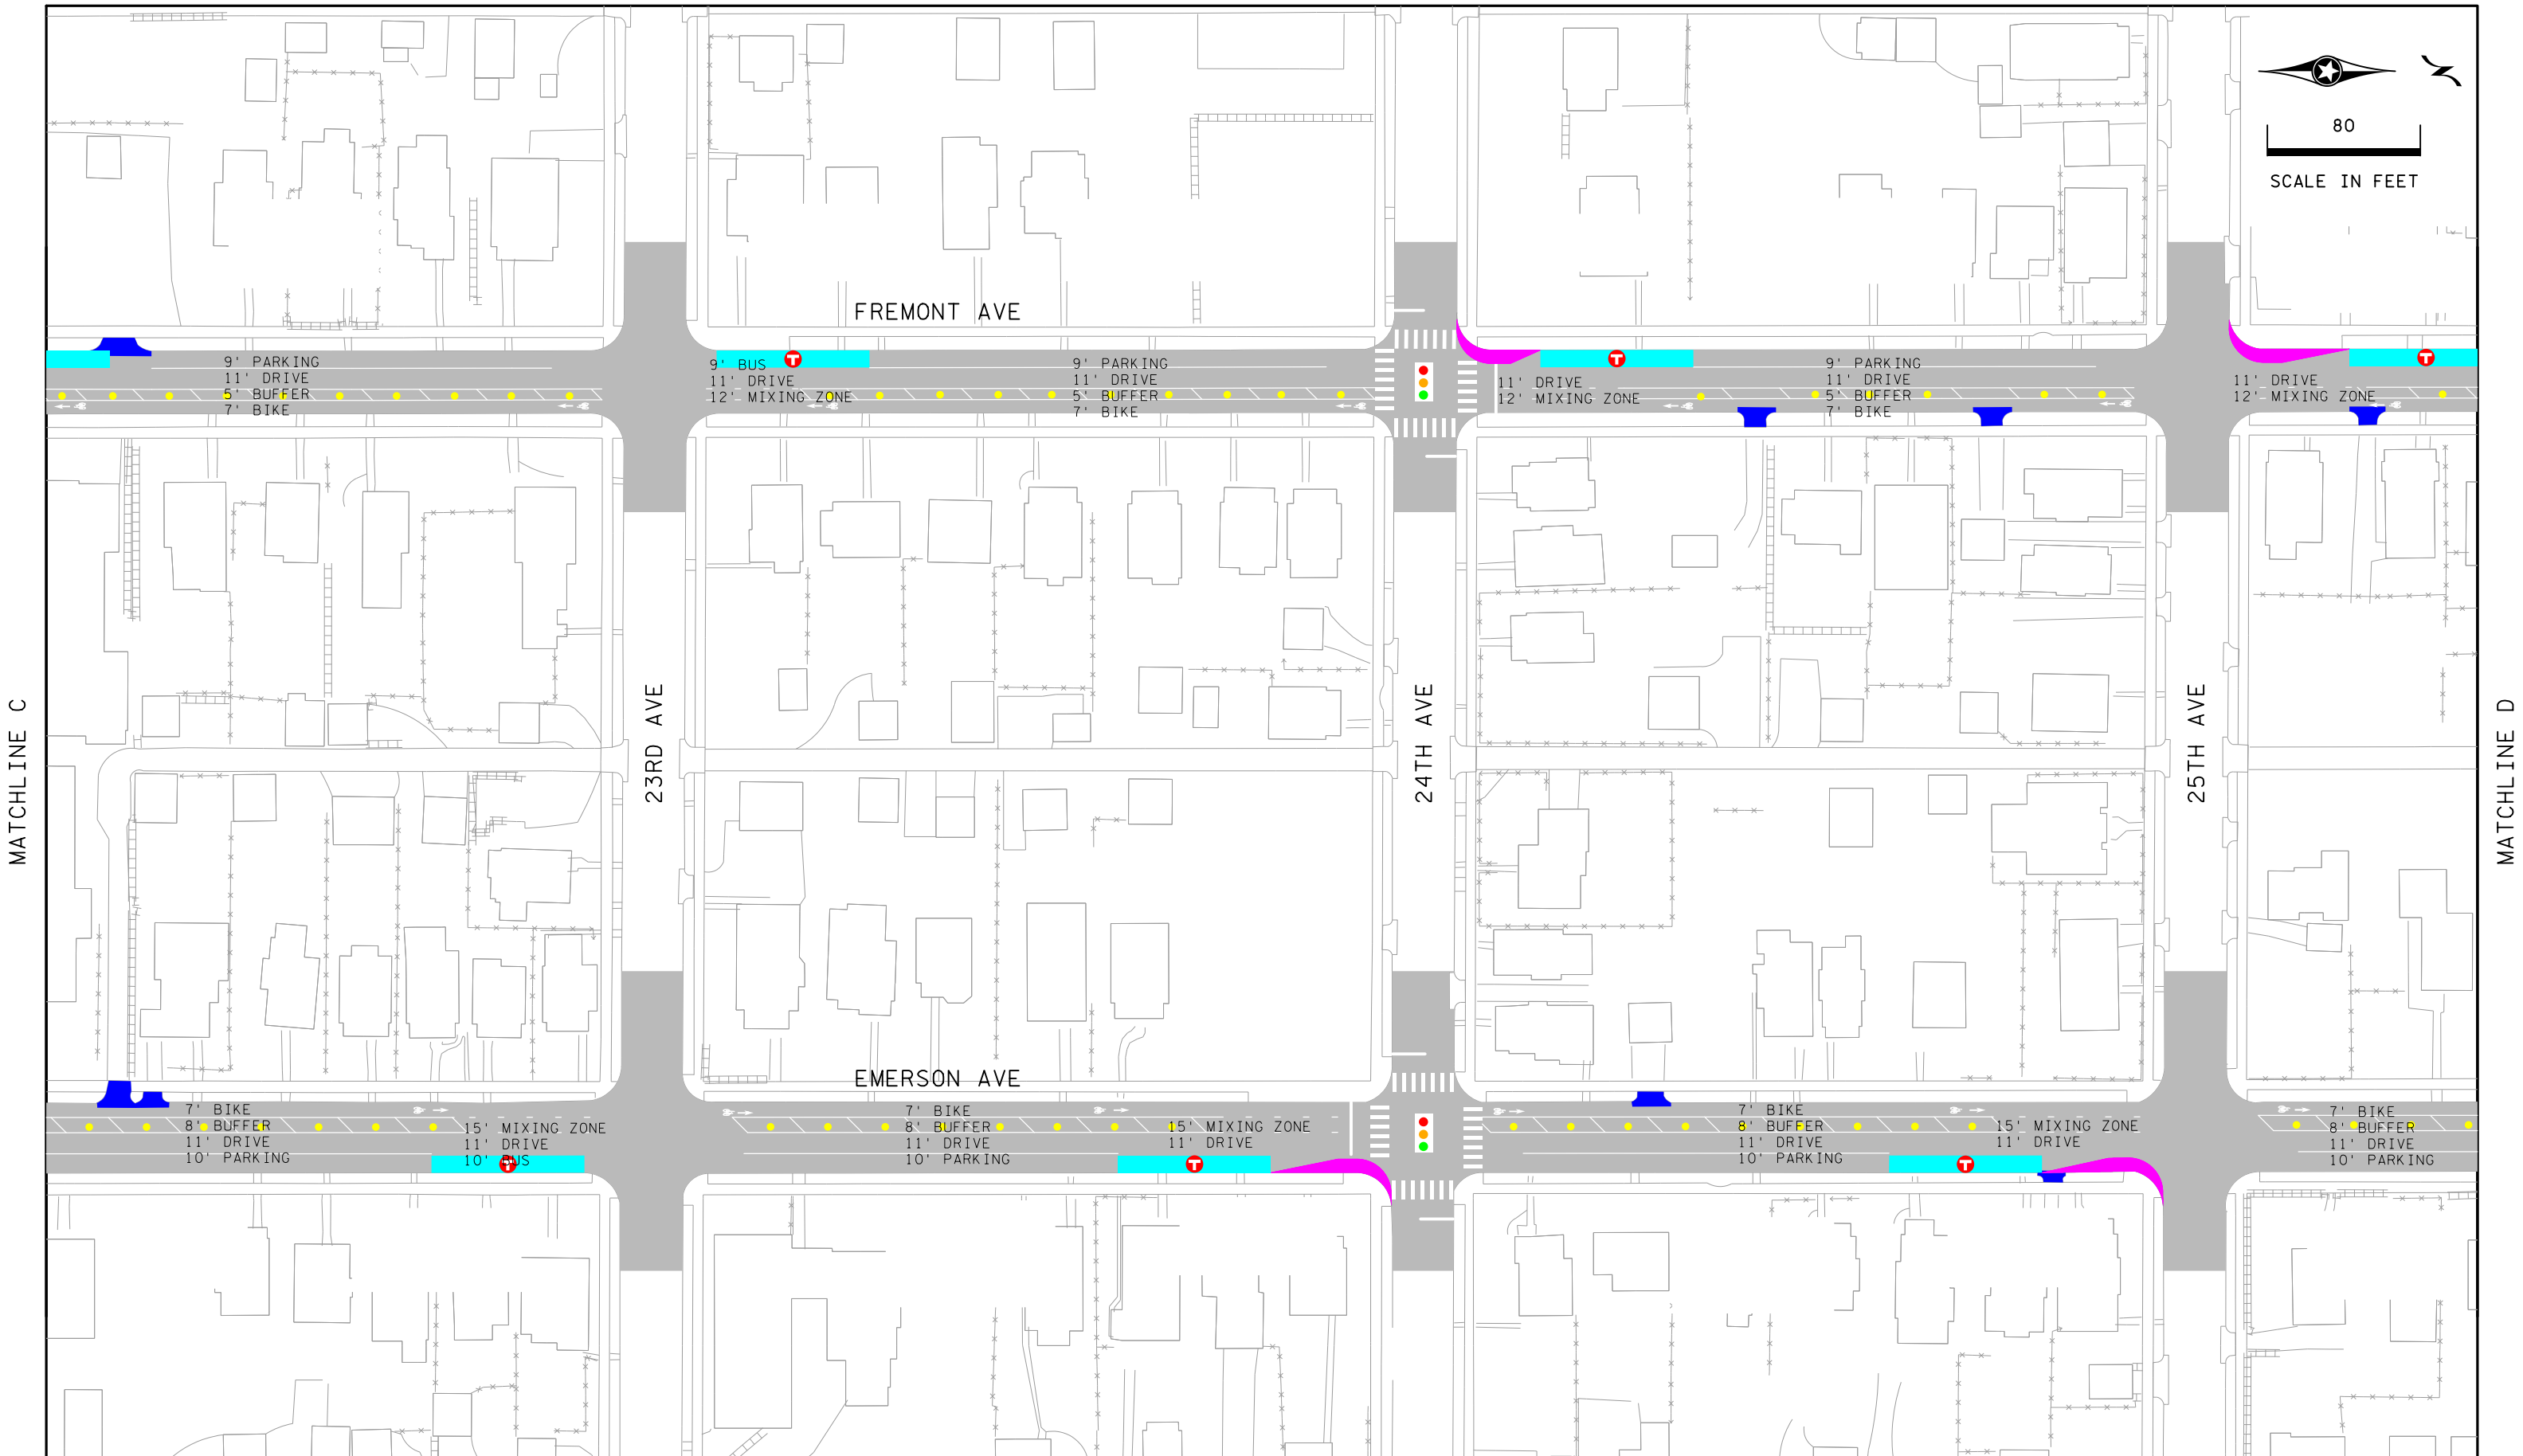 80
SCALE IN FEET
FREMONT AVE
9' PARKING
11' DRIVE
5' BUFFER
7' BIKE
9' BUS
11' DRIVE
12' MIXING ZONE
T
9' PARKING
11' DRIVE
5' BUFFER
7' BIKE
11' DRIVE
12' MIXING ZONE
T
9' PARKING
11' DRIVE
5' BUFFER
7' BIKE
11' DRIVE
12' MIXING ZONE
T
MATCHLINE C
23RD AVE
24TH AVE
25TH AVE
MATCHLINE D
EMERSON AVE
7' BIKE
8' BUFFER
11' DRIVE
10' PARKING
15' MIXING ZONE
11' DRIVE
10' BUS
T
7' BIKE
8' BUFFER
11' DRIVE
10' PARKING
15' MIXING ZONE
11' DRIVE
T
7' BIKE
8' BUFFER
11' DRIVE
10' PARKING
15' MIXING ZONE
11' DRIVE
T
7' BIKE
8' BUFFER
11' DRIVE
10' PARKING